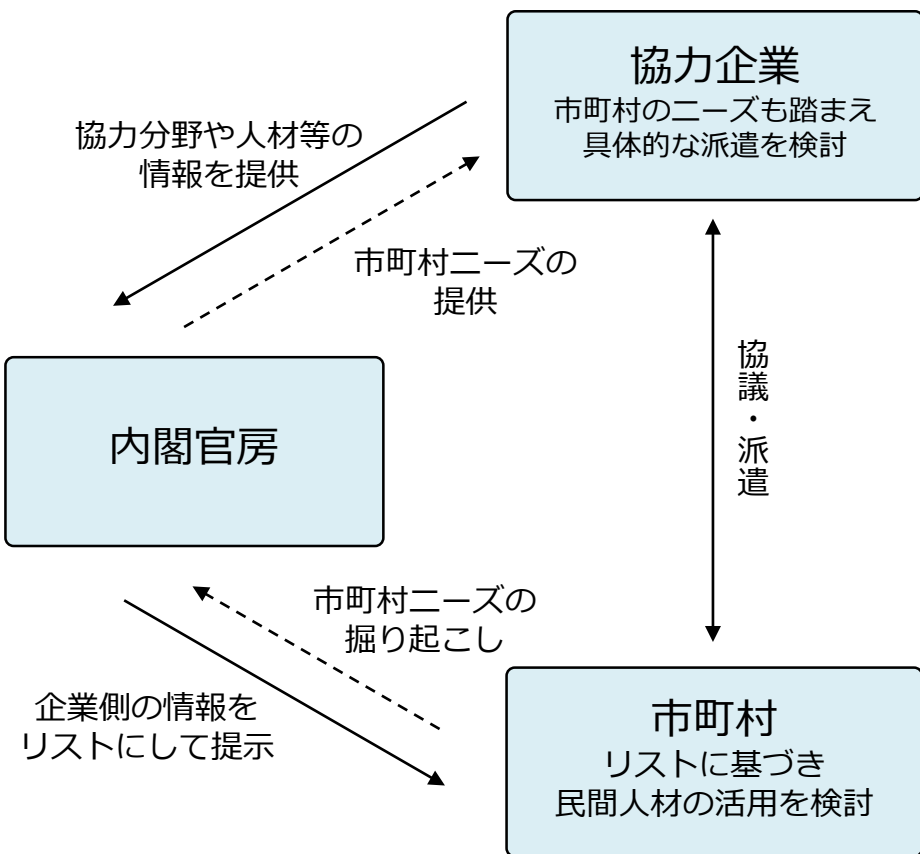 協力企業
市町村のニーズも踏まえ
具体的な派遣を検討
協力分野や人材等の
情報を提供
市町村ニーズの
提供
協議・派遣
内閣官房
市町村ニーズの
掘り起こし
企業側の情報を
リストにして提示
市町村
リストに基づき
民間人材の活用を検討